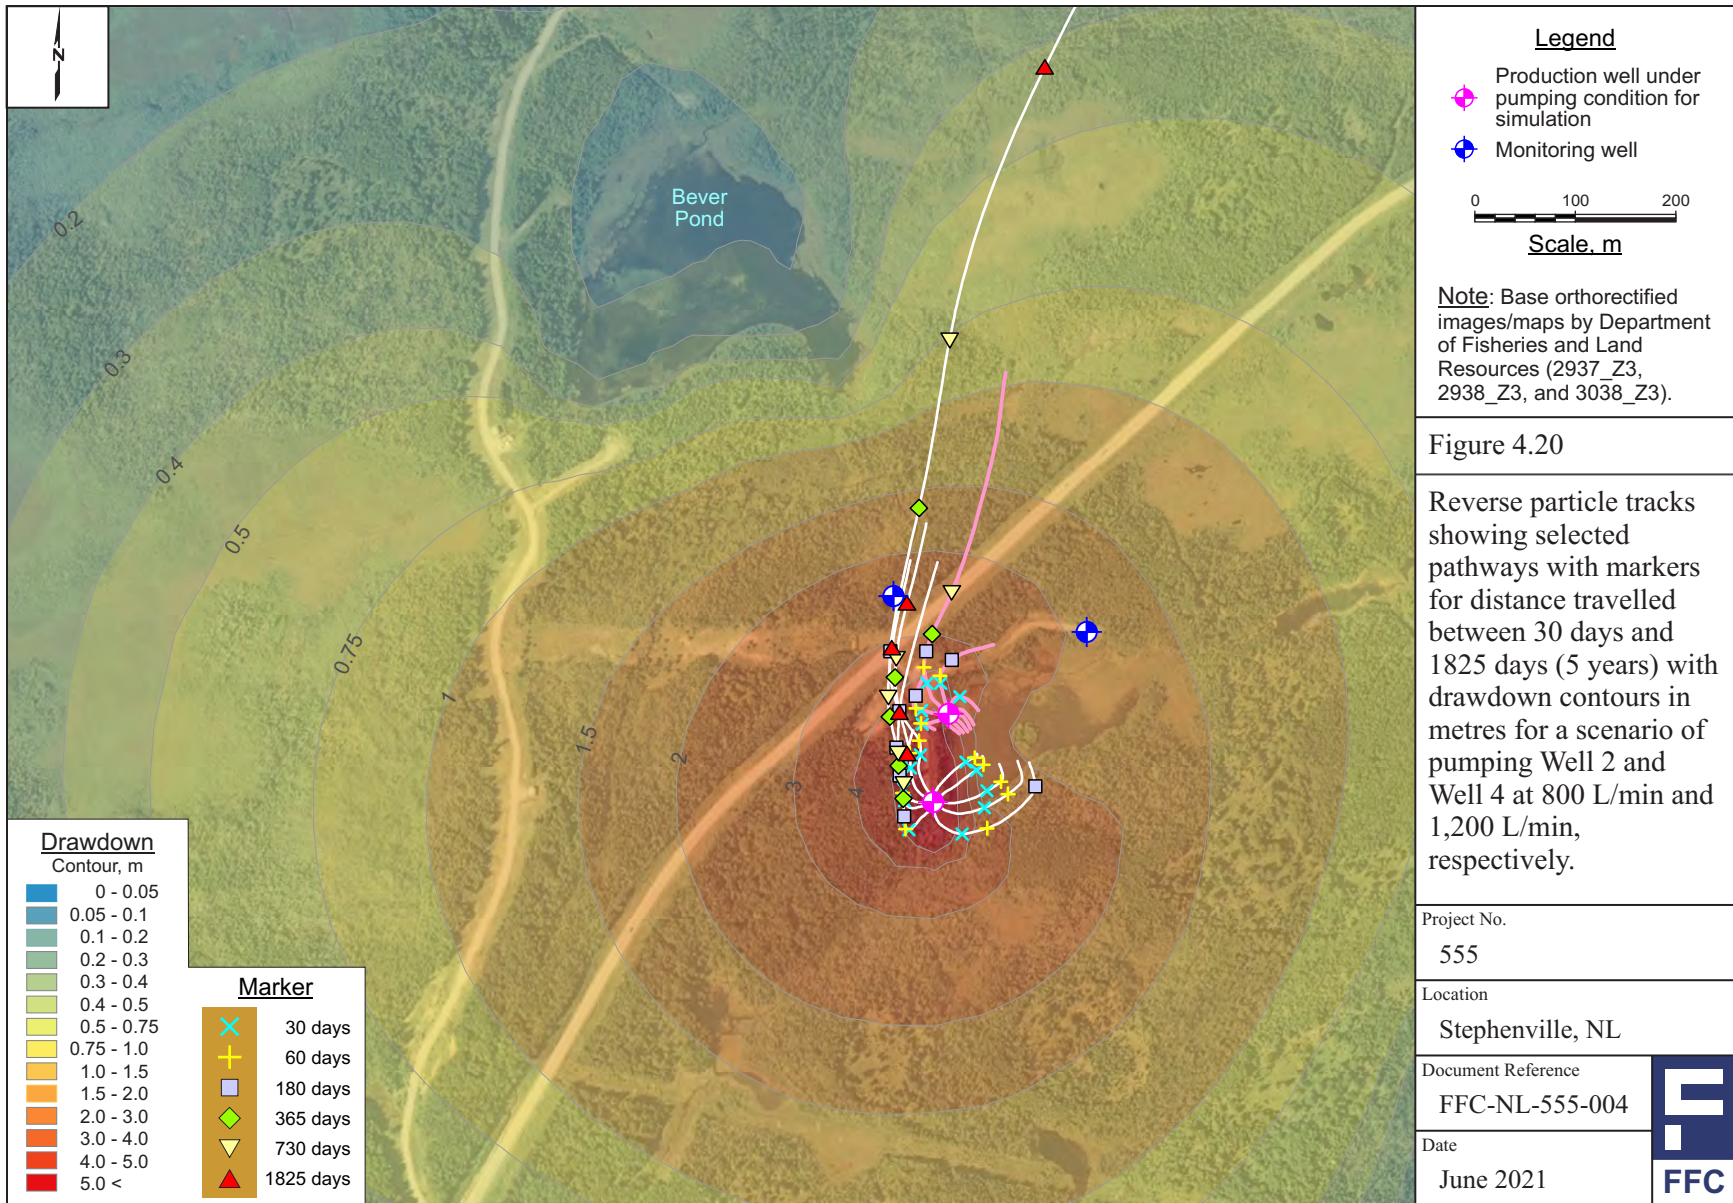 N
Bever
Pond
0.2
0.3
0.4
0.5
0.75
1
1.5
2
3
4
Drawdown
Contour, m
0 - 0.05
0.05 - 0.1
0.1 - 0.2
0.2 - 0.3
0.3 - 0.4
0.4 - 0.5
0.5 - 0.75
0.75 - 1.0
1.0 - 1.5
1.5 - 2.0
2.0 - 3.0
3.0 - 4.0
4.0 - 5.0
5.0 <
Marker
30 days
60 days
180 days
365 days
730 days
1825 days
Legend
Production well under
pumping condition for
simulation
Monitoring well
0 100 200
Scale, m
Note: Base orthorectified
images/maps by Department
of Fisheries and Land
Resources (2937_Z3,
2938_Z3, and 3038_Z3).
Figure 4.20
Reverse particle tracks
showing selected
pathways with markers
for distance travelled
between 30 days and
1825 days (5 years) with
drawdown contours in
metres for a scenario of
pumping Well 2 and
Well 4 at 800 L/min and
1,200 L/min,
respectively.
Project No.
555
Location
Stephenville, NL
Document Reference
FFC-NL-555-004
Date
June 2021
FFC